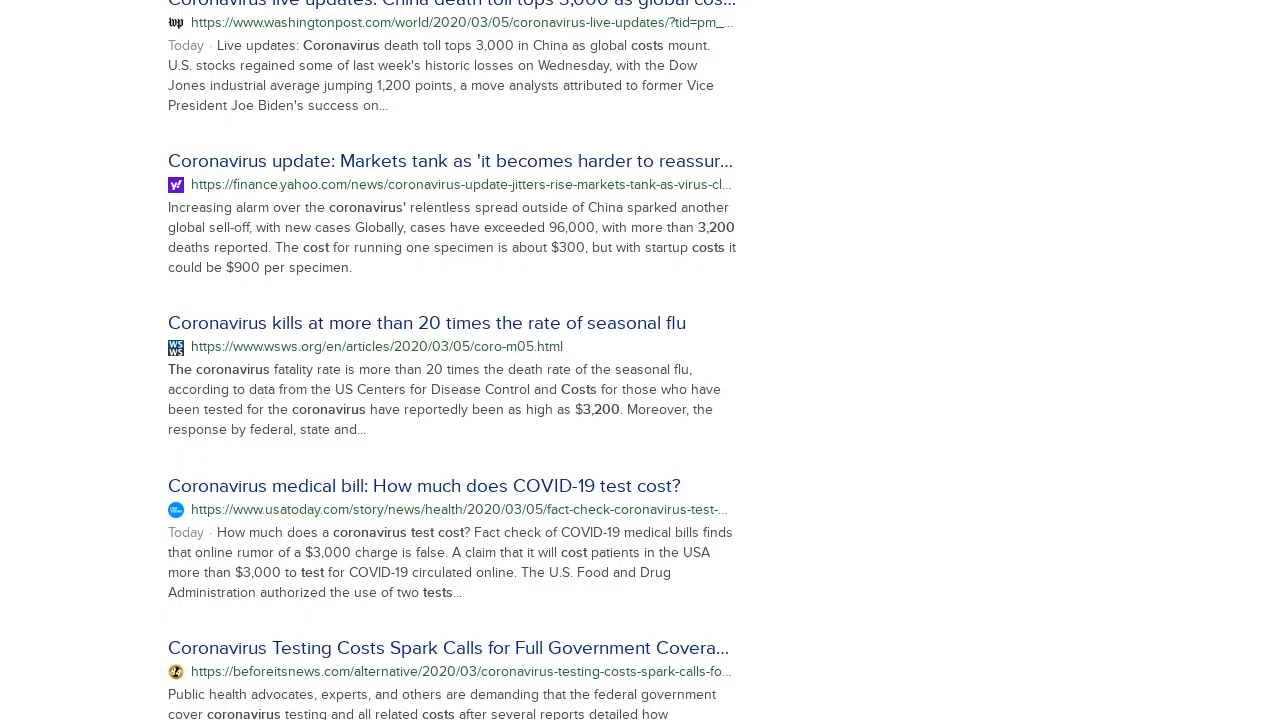 Coronavirus live updates: China death toll tops 3,000 as global cos...
https://www.washingtonpost.com/world/2020/03/05/coronavirus-live-updates/?tid=pm_...
Today · Live updates: Coronavirus death toll tops 3,000 in China as global costs mount.
U.S. stocks regained some of last week's historic losses on Wednesday, with the Dow
Jones industrial average jumping 1,200 points, a move analysts attributed to former Vice
President Joe Biden's success on...
Coronavirus update: Markets tank as 'it becomes harder to reassur...
https://finance.yahoo.com/news/coronavirus-update-jitters-rise-markets-tank-as-virus-cl...
Increasing alarm over the coronavirus' relentless spread outside of China sparked another
global sell-off, with new cases Globally, cases have exceeded 96,000, with more than 3,200
deaths reported. The cost for running one specimen is about $300, but with startup costs it
could be $900 per specimen.
Coronavirus kills at more than 20 times the rate of seasonal flu
https://www.wsws.org/en/articles/2020/03/05/coro-m05.html
The coronavirus fatality rate is more than 20 times the death rate of the seasonal flu,
according to data from the US Centers for Disease Control and Costs for those who have
been tested for the coronavirus have reportedly been as high as $3,200. Moreover, the
response by federal, state and...
Coronavirus medical bill: How much does COVID-19 test cost?
https://www.usatoday.com/story/news/health/2020/03/05/fact-check-coronavirus-test-...
Today · How much does a coronavirus test cost? Fact check of COVID-19 medical bills finds
that online rumor of a $3,000 charge is false. A claim that it will cost patients in the USA
more than $3,000 to test for COVID-19 circulated online. The U.S. Food and Drug
Administration authorized the use of two tests...
Coronavirus Testing Costs Spark Calls for Full Government Covera...
https://beforeitsnews.com/alternative/2020/03/coronavirus-testing-costs-spark-calls-fo...
Public health advocates, experts, and others are demanding that the federal government
cover coronavirus testing and all related costs after several reports detailed how